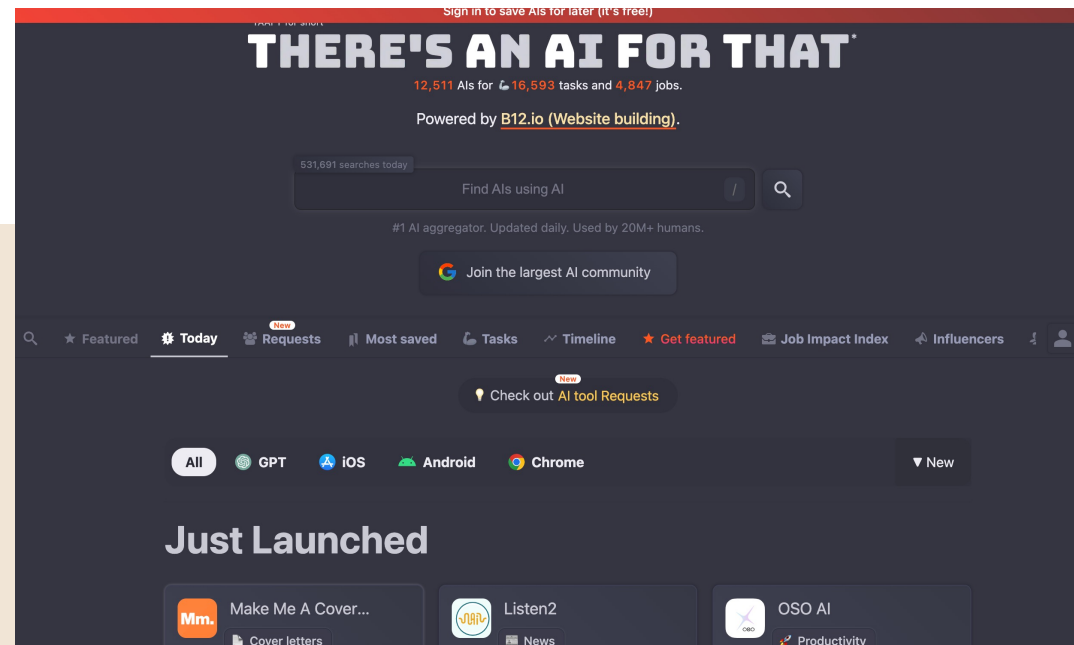 Sign in to save AIs for later (it's free!)
THERE'S AN AI FOR THAT*
12,511 AIs for 💪16,593 tasks and 4,847 jobs.
Powered by B12.io (Website building).
531,691 searches today
Find AIs using AI /
#1 AI aggregator. Updated daily. Used by 20M+ humans.
Join the largest AI community
New
Featured Today Requests Most saved Tasks Timeline Get featured Job Impact Index Influencers
New
Check out AI tool Requests
All GPT iOS Android Chrome ▼ New
Just Launched
Mm. Make Me A Cover... Listen2 OSO AI
Cover letters News OSO Productivity